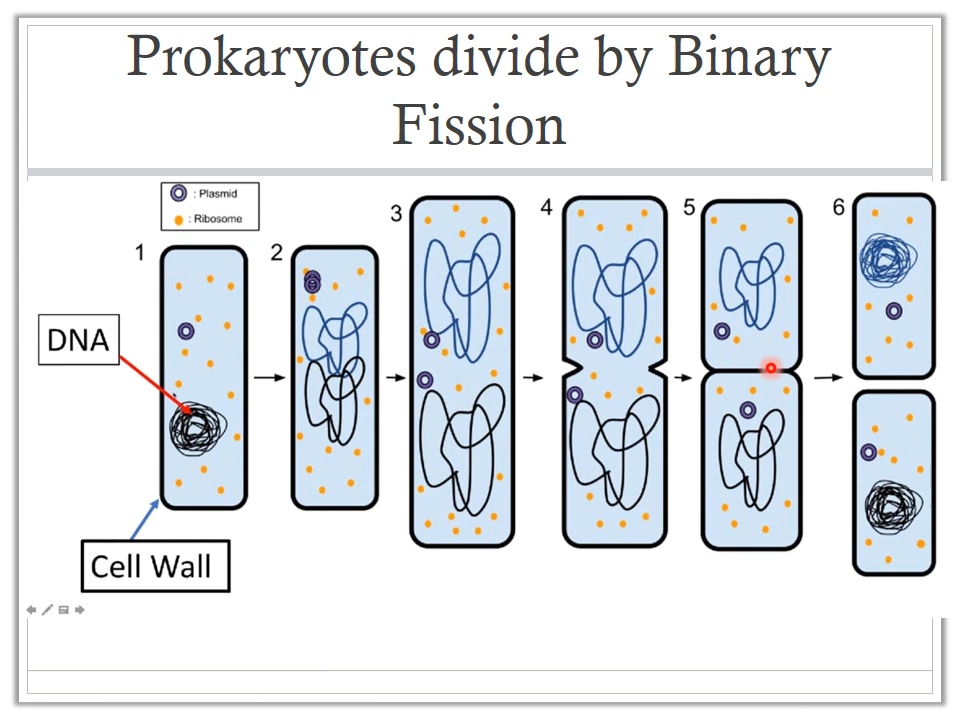 Prokaryotes divide by Binary
Fission
: Plasmid
: Ribosome
1
2
3
4
5
6
DNA
Cell Wall